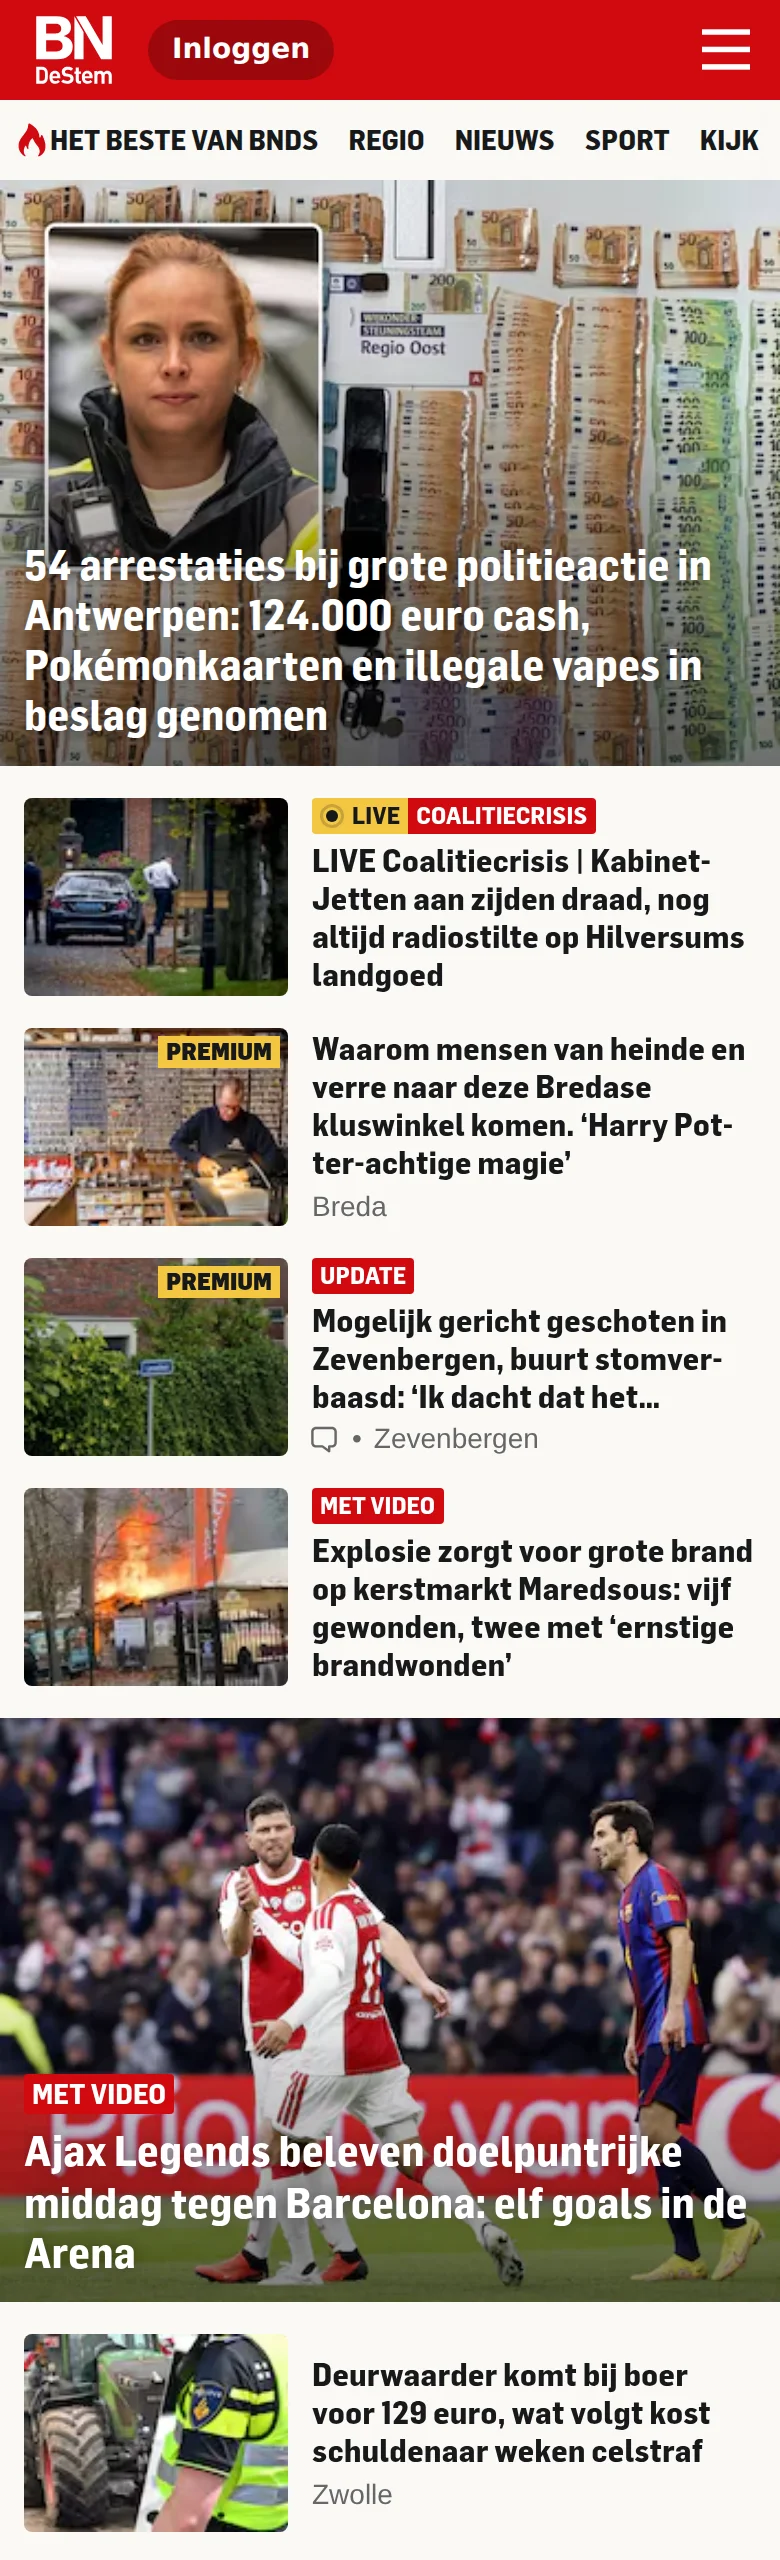 BN
DeStem
Inloggen
HET BESTE VAN BNDS REGIO NIEUWS SPORT KIJK
WIJKONDER-
STEUNINGSTEAM
Regio Oost
54 arrestaties bij grote politieactie in
Antwerpen: 124.000 euro cash,
Pokémonkaarten en illegale vapes in
beslag genomen
LIVE COALITIECRISIS
LIVE Coalitiecrisis | Kabinet-
Jetten aan zijden draad, nog
altijd radiostilte op Hilversums
landgoed
PREMIUM
Waarom mensen van heinde en
verre naar deze Bredase
kluswinkel komen. ‘Harry Pot-
ter-achtige magie’
Breda
PREMIUM
UPDATE
Mogelijk gericht geschoten in
Zevenbergen, buurt stomver-
baasd: ‘Ik dacht dat het...
• Zevenbergen
MET VIDEO
Explosie zorgt voor grote brand
op kerstmarkt Maredsous: vijf
gewonden, twee met ‘ernstige
brandwonden’
MET VIDEO
Ajax Legends beleven doelpuntrijke
middag tegen Barcelona: elf goals in de
Arena
Deurwaarder komt bij boer
voor 129 euro, wat volgt kost
schuldenaar weken celstraf
Zwolle